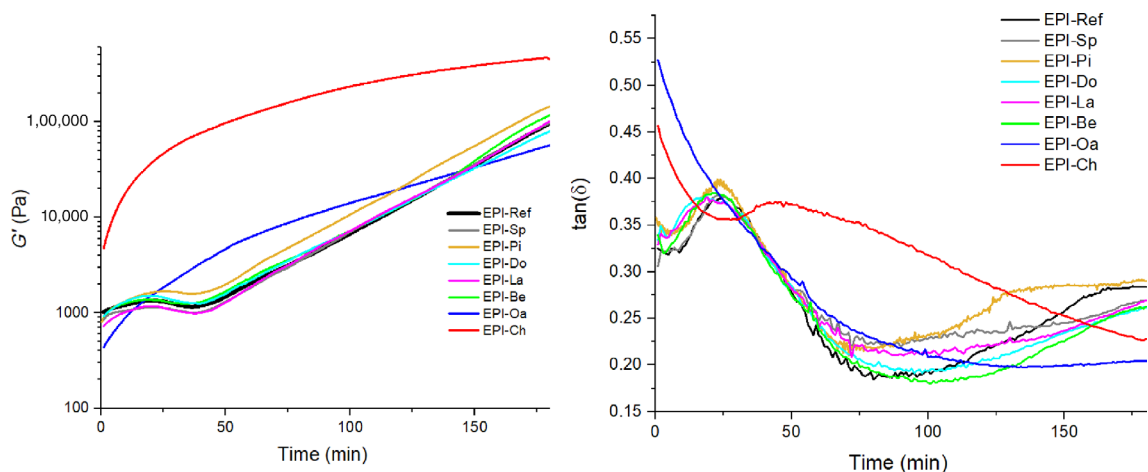 1,00,000
10,000
1000
100
G' (Pa)
0
50
100
150
Time (min)
EPI-Ref
EPI-Sp
EPI-Pi
EPI-Do
EPI-La
EPI-Be
EPI-Oa
EPI-Ch
0.55
0.50
0.45
0.40
0.35
0.30
0.25
0.20
0.15
tan(δ)
0
50
100
150
Time (min)
EPI-Ref
EPI-Sp
EPI-Pi
EPI-Do
EPI-La
EPI-Be
EPI-Oa
EPI-Ch